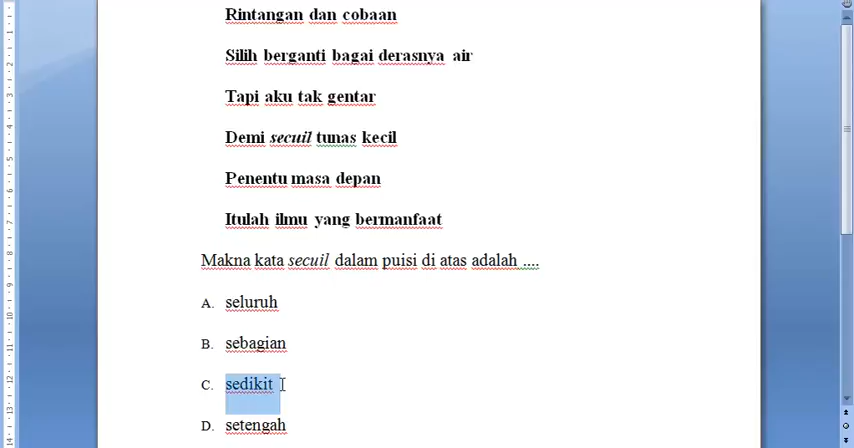 Rintangan dan cobaan
Silih berganti bagai derasnya air
Tapi aku tak gentar
Demi secuil tunas kecil
Penentu masa depan
Itulah ilmu yang bermanfaat
Makna kata secuil dalam puisi di atas adalah ....
A. seluruh
B. sebagian
C. sedikit
D. setengah